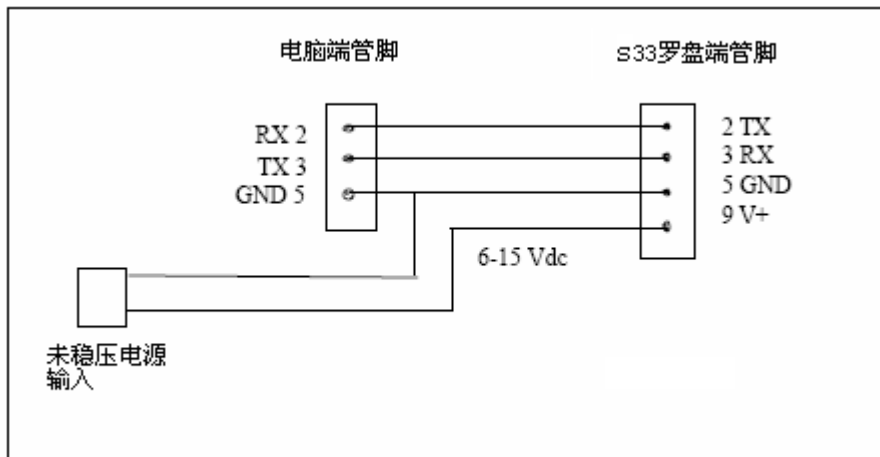 电脑端管脚
S33罗盘端管脚
RX 2
TX 3
GND 5
2 TX
3 RX
5 GND
9 V+
6-15 Vdc
未稳压电源
输入